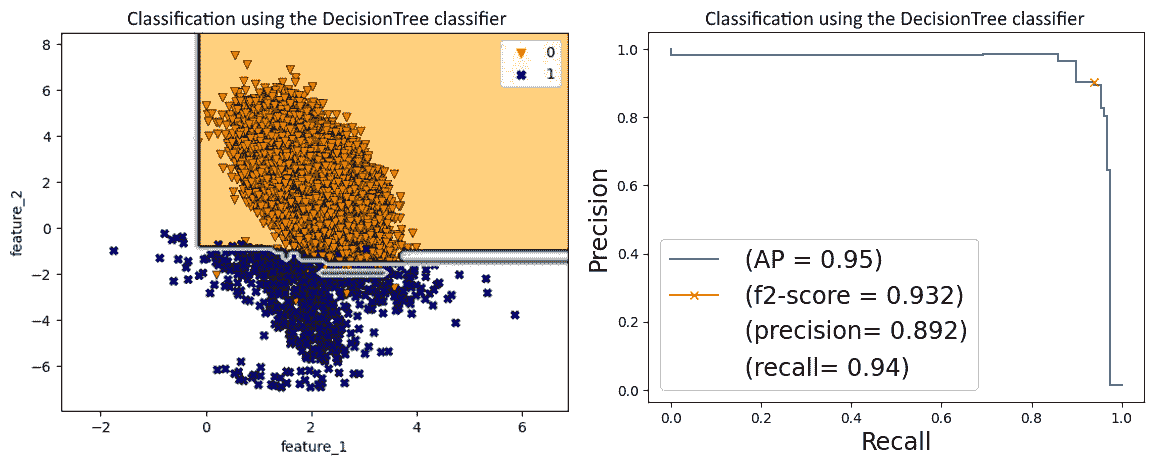 Classification using the DecisionTree classifier
8
6
4
2
0
−2
−4
−6
feature_2
0
1
−2
0
2
4
6
feature_1
Classification using the DecisionTree classifier
1.0
0.8
0.6
0.4
0.2
0.0
Precision
(AP = 0.95)
(f2-score = 0.932)
(precision= 0.892)
(recall= 0.94)
0.0
0.2
0.4
0.6
0.8
1.0
Recall